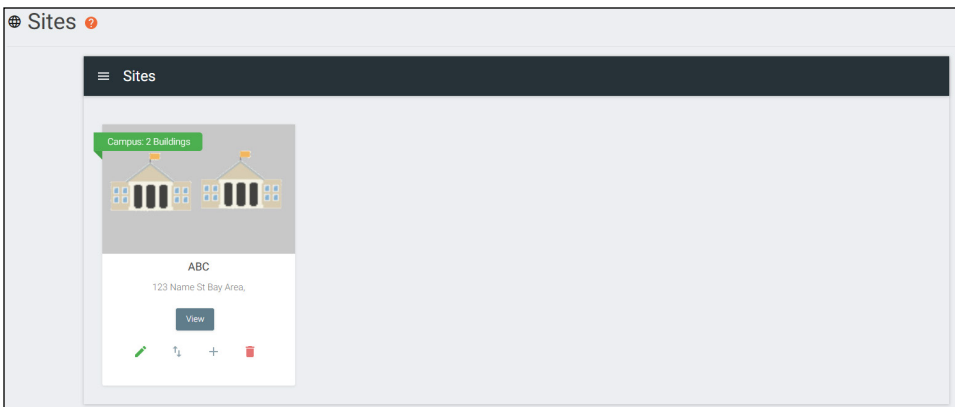 Sites ?
Sites
Campus: 2 Buildings
ABC
123 Name St Bay Area,
View